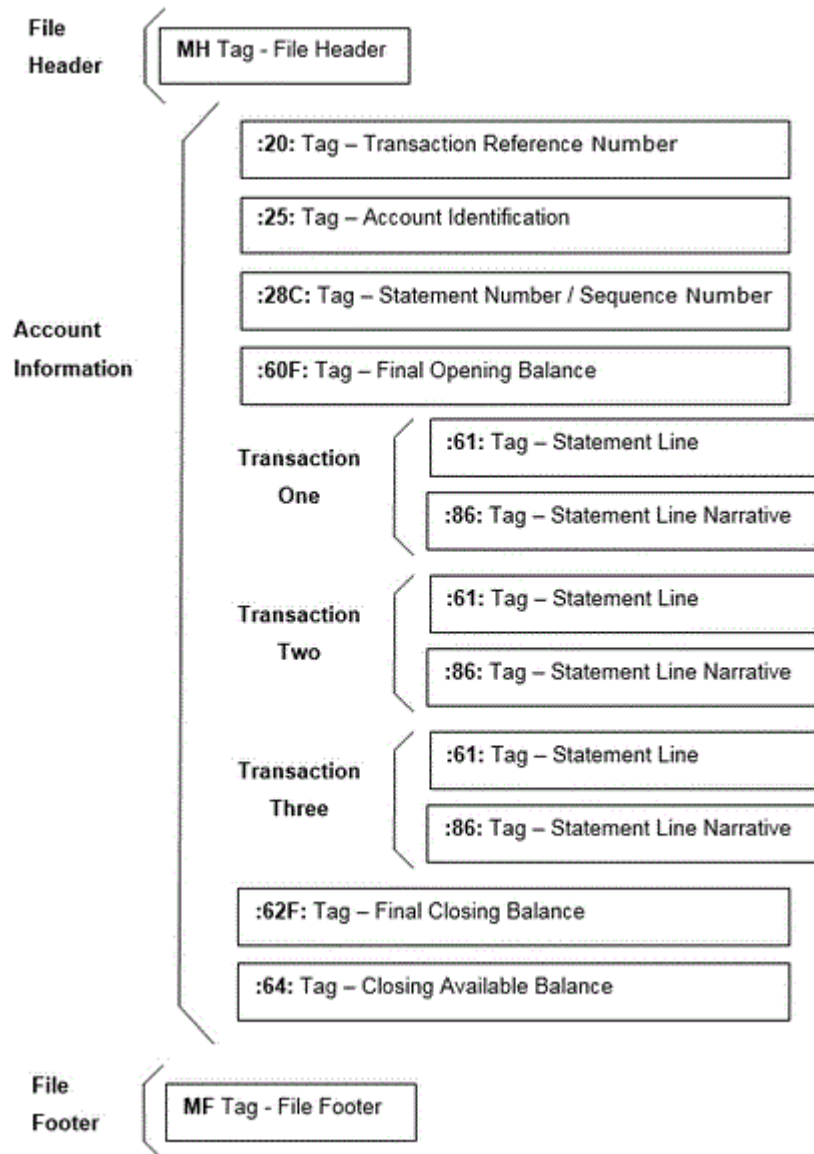 File
Header
MH Tag - File Header
:20: Tag – Transaction Reference Number
:25: Tag – Account Identification
:28C: Tag – Statement Number / Sequence Number
Account
Information
:60F: Tag – Final Opening Balance
Transaction
One
:61: Tag – Statement Line
:86: Tag – Statement Line Narrative
Transaction
Two
:61: Tag – Statement Line
:86: Tag – Statement Line Narrative
Transaction
Three
:61: Tag – Statement Line
:86: Tag – Statement Line Narrative
:62F: Tag – Final Closing Balance
:64: Tag – Closing Available Balance
File
Footer
MF Tag - File Footer